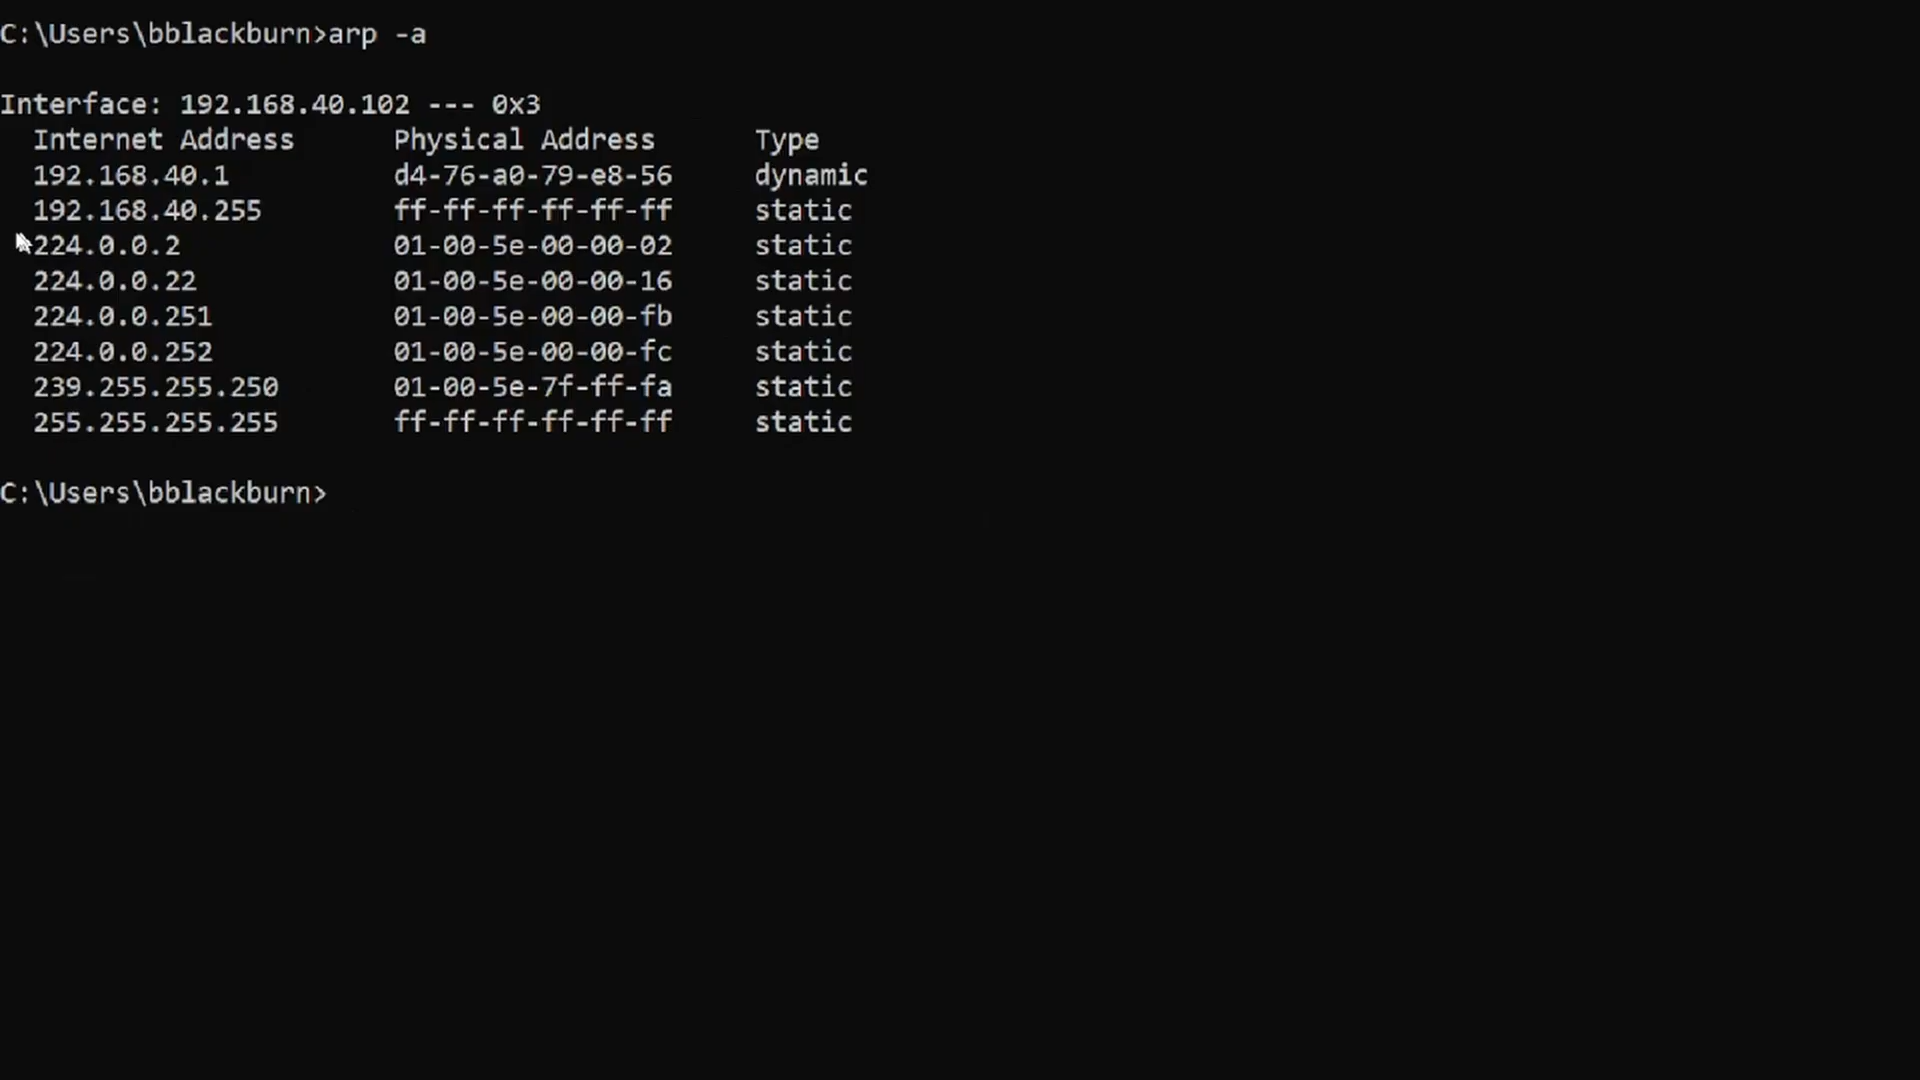 C:\Users\bblackburn>arp -a
Interface: 192.168.40.102 --- 0x3
Internet Address Physical Address Type
192.168.40.1 d4-76-a0-79-e8-56 dynamic
192.168.40.255 ff-ff-ff-ff-ff-ff static
224.0.0.2 01-00-5e-00-00-02 static
224.0.0.22 01-00-5e-00-00-16 static
224.0.0.251 01-00-5e-00-00-fb static
224.0.0.252 01-00-5e-00-00-fc static
239.255.255.250 01-00-5e-7f-ff-fa static
255.255.255.255 ff-ff-ff-ff-ff-ff static
C:\Users\bblackburn>